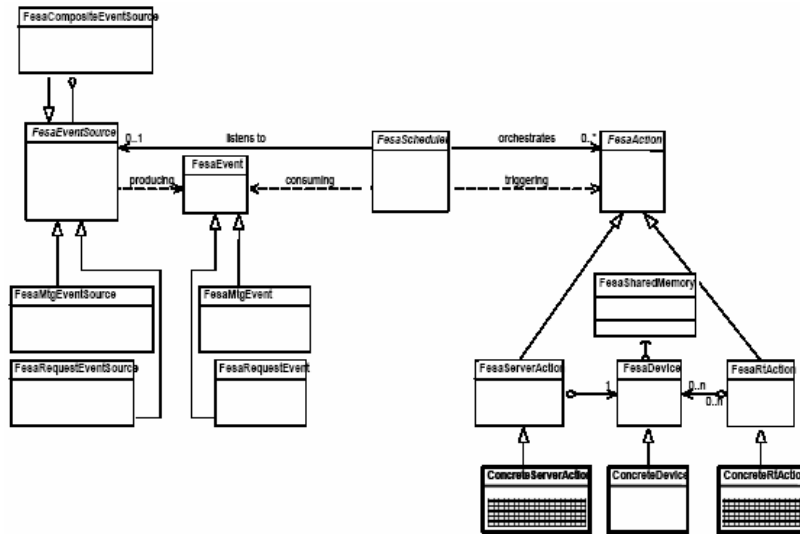 FesaCompositeEventSource
FesaEventSource
0..1
listens to
FesaScheduler
orchestrates
0..*
FesaAction
FesaEvent
producing
consuming
triggering
FesaMtgEventSource
FesaMtgEvent
FesaSharedMemory
FesaRequestEventSource
FesaRequestEvent
FesaServerAction
FesaDevice
FesaRtAction
1
0..n
0..n
ConcreteServerAction
ConcreteDevice
ConcreteRtAction